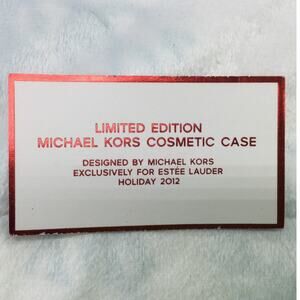 LIMITED EDITION
MICHAEL KORS COSMETIC CASE
DESIGNED BY MICHAEL KORS
EXCLUSIVELY FOR ESTÉE LAUDER
HOLIDAY 2012